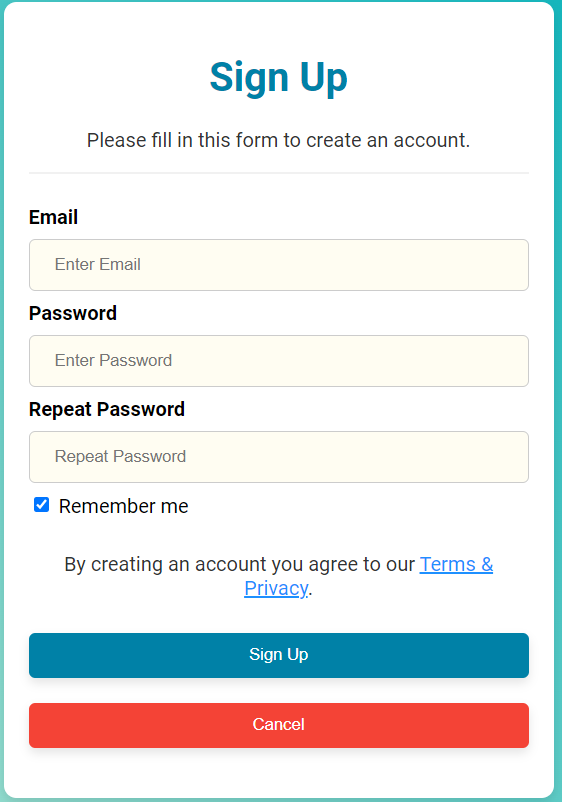 Sign Up
Please fill in this form to create an account.
Email
Enter Email
Password
Enter Password
Repeat Password
Repeat Password
Remember me
By creating an account you agree to our Terms &
Privacy.
Sign Up
Cancel